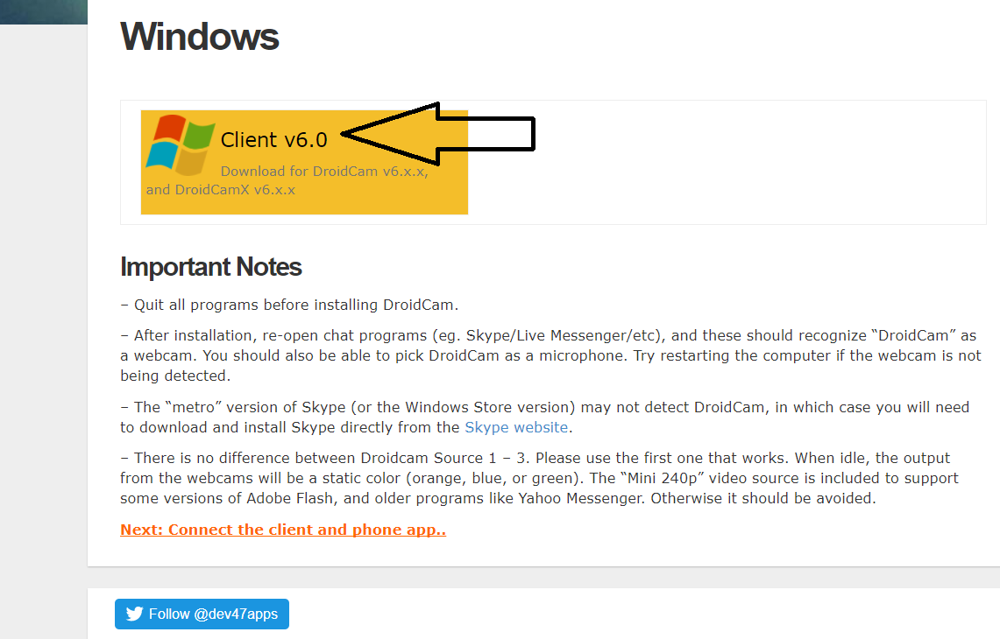 Windows
Client v6.0
Download for DroidCam v6.x.x,
and DroidCamX v6.x.x
Important Notes
– Quit all programs before installing DroidCam.
– After installation, re-open chat programs (eg. Skype/Live Messenger/etc), and these should recognize “DroidCam” as
a webcam. You should also be able to pick DroidCam as a microphone. Try restarting the computer if the webcam is not
being detected.
– The “metro” version of Skype (or the Windows Store version) may not detect DroidCam, in which case you will need
to download and install Skype directly from the Skype website.
– There is no difference between Droidcam Source 1 – 3. Please use the first one that works. When idle, the output
from the webcams will be a static color (orange, blue, or green). The “Mini 240p” video source is included to support
some versions of Adobe Flash, and older programs like Yahoo Messenger. Otherwise it should be avoided.
Next: Connect the client and phone app..
Follow @dev47apps